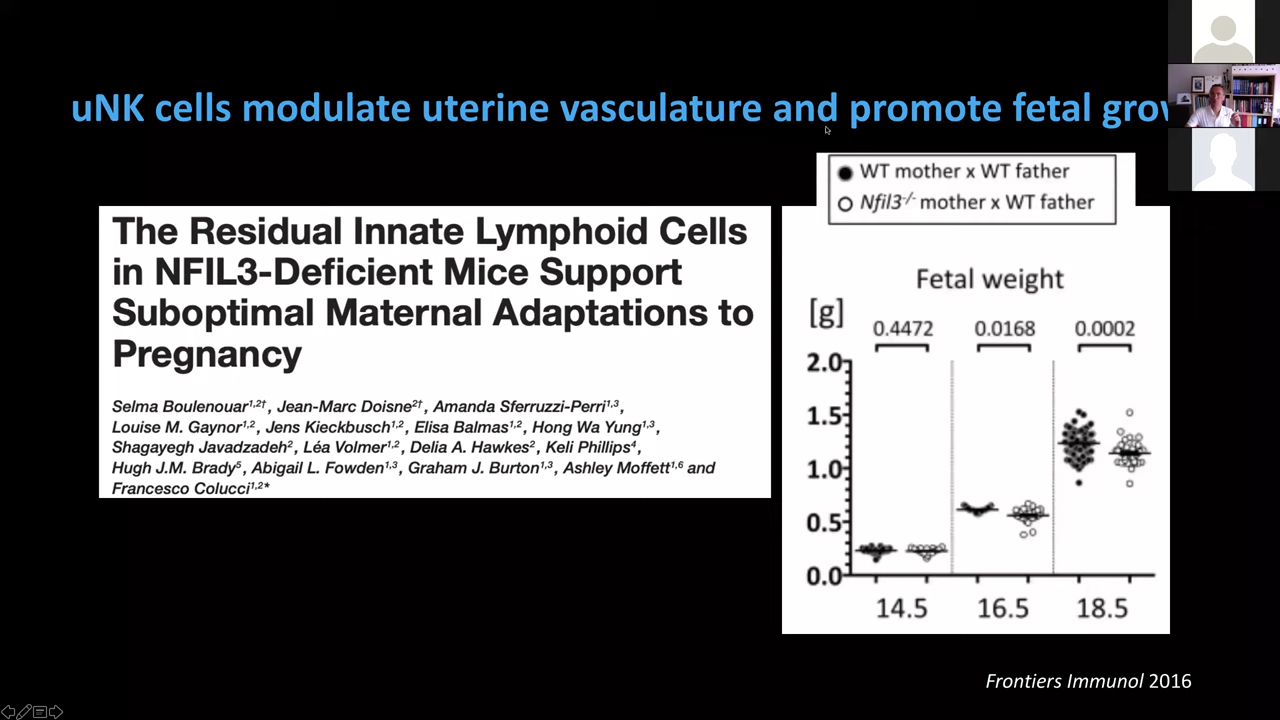 uNK cells modulate uterine vasculature and promote fetal
WT mother x WT father
Nfil3-/- mother x WT father
The Residual Innate Lymphoid Cells
in NFIL3-Deficient Mice Support
Suboptimal Maternal Adaptations to
Pregnancy
Selma Boulenouar1,2†, Jean-Marc Doisne2†, Amanda Sferruzzi-Perri1,3,
Louise M. Gaynor1,2, Jens Kieckbusch1,2, Elisa Balmas1,2, Hong Wa Yung1,3,
Shagayegh Javadzadeh2, Léa Volmer1,2, Delia A. Hawkes2, Keli Phillips4,
Hugh J.M. Brady5, Abigail L. Fowden1,3, Graham J. Burton1,3, Ashley Moffett1,6 and
Francesco Colucci1,2*
Fetal weight
[g]
0.4472 0.0168 0.0002
2.0
1.5
1.0
0.5
0.0
14.5 16.5 18.5
Frontiers Immunol 2016